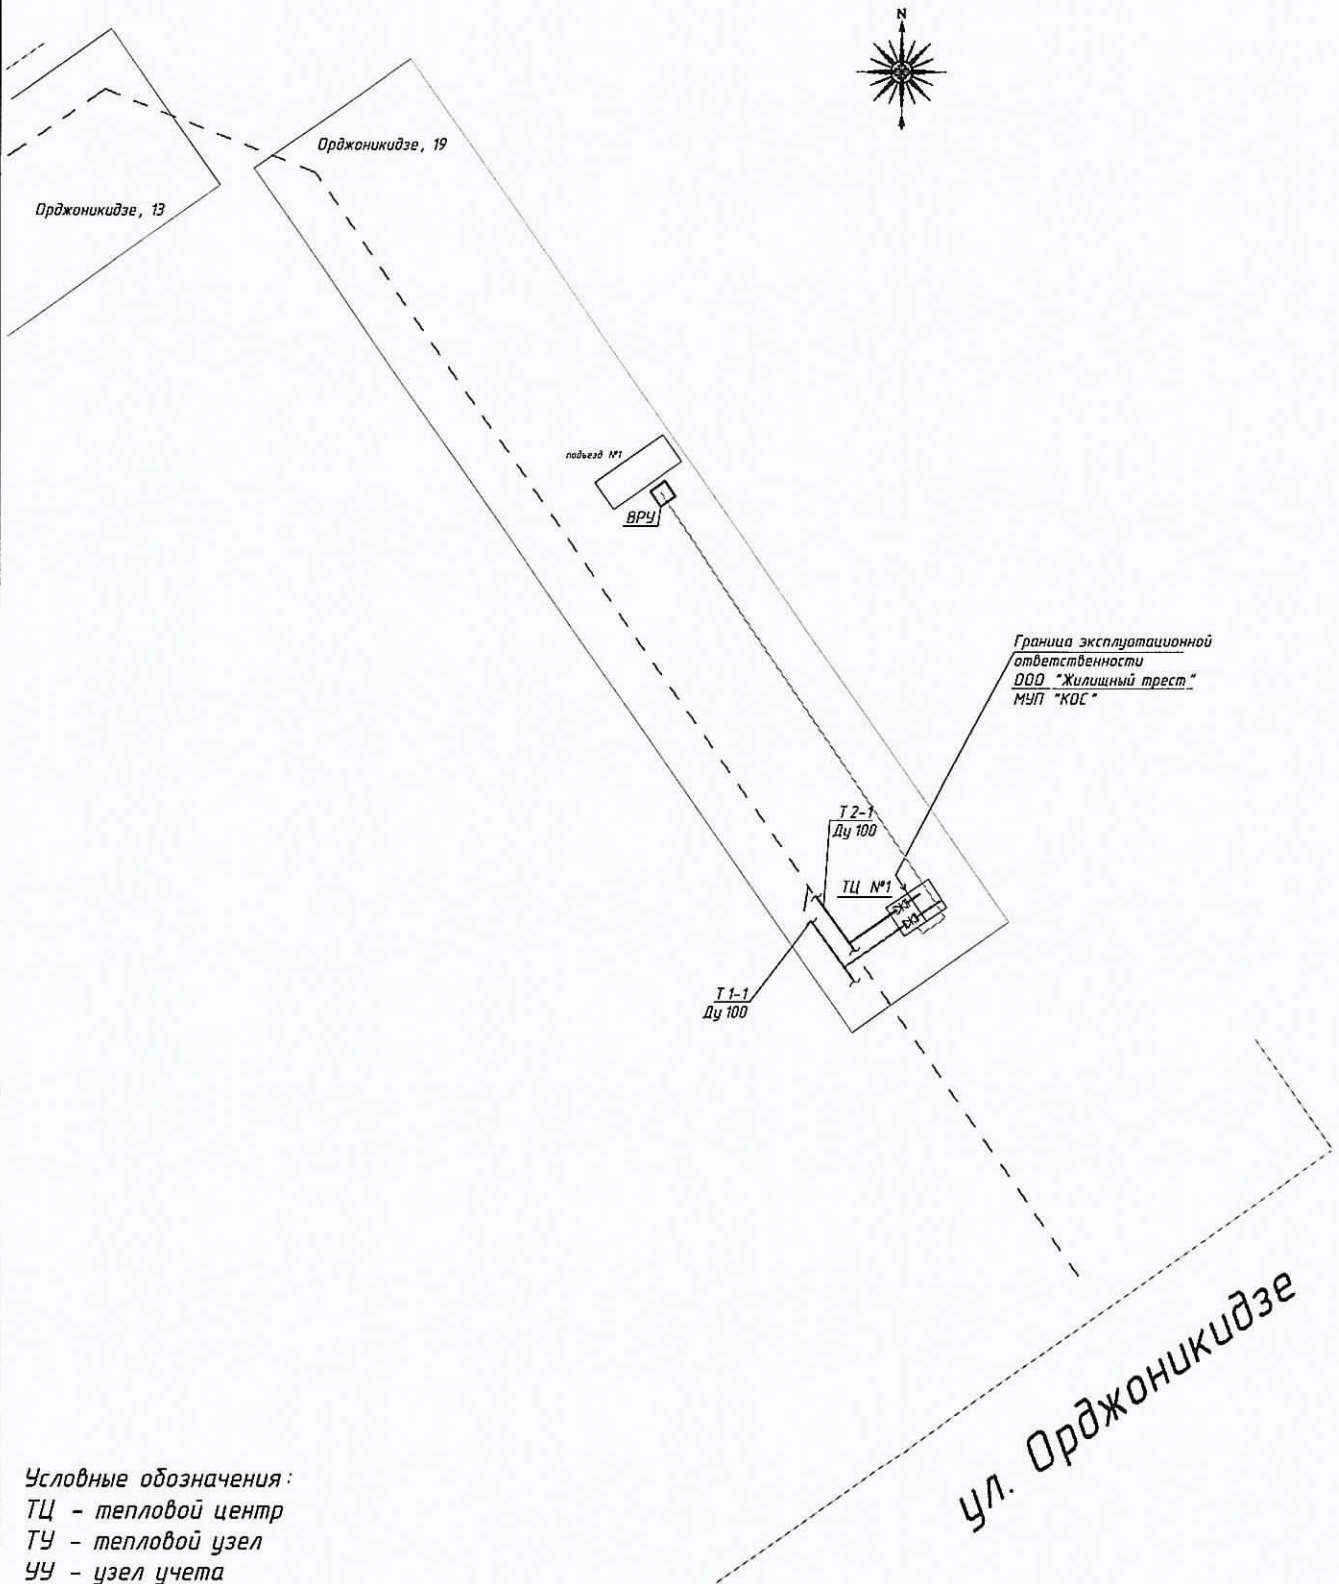 N
Орджоникидзе, 19
Орджоникидзе, 13
подъезд №1
ВРУ
Граница эксплуатационной
ответственности
ООО "Жилищный трест"
МУП "КОС"
Т 2-1
Ду 100
ТЦ №1
Т 1-1
Ду 100
ул. Орджоникидзе
Условные обозначения:
ТЦ - тепловой центр
ТУ - тепловой узел
УУ - узел учета